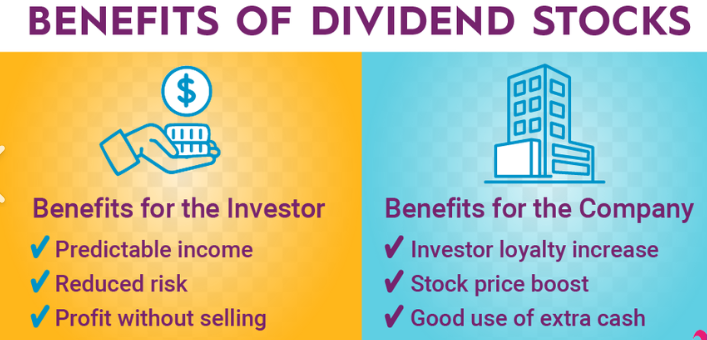 BENEFITS OF DIVIDEND STOCKS
$
Benefits for the Investor
Predictable income
Reduced risk
Profit without selling
Benefits for the Company
Investor loyalty increase
Stock price boost
Good use of extra cash